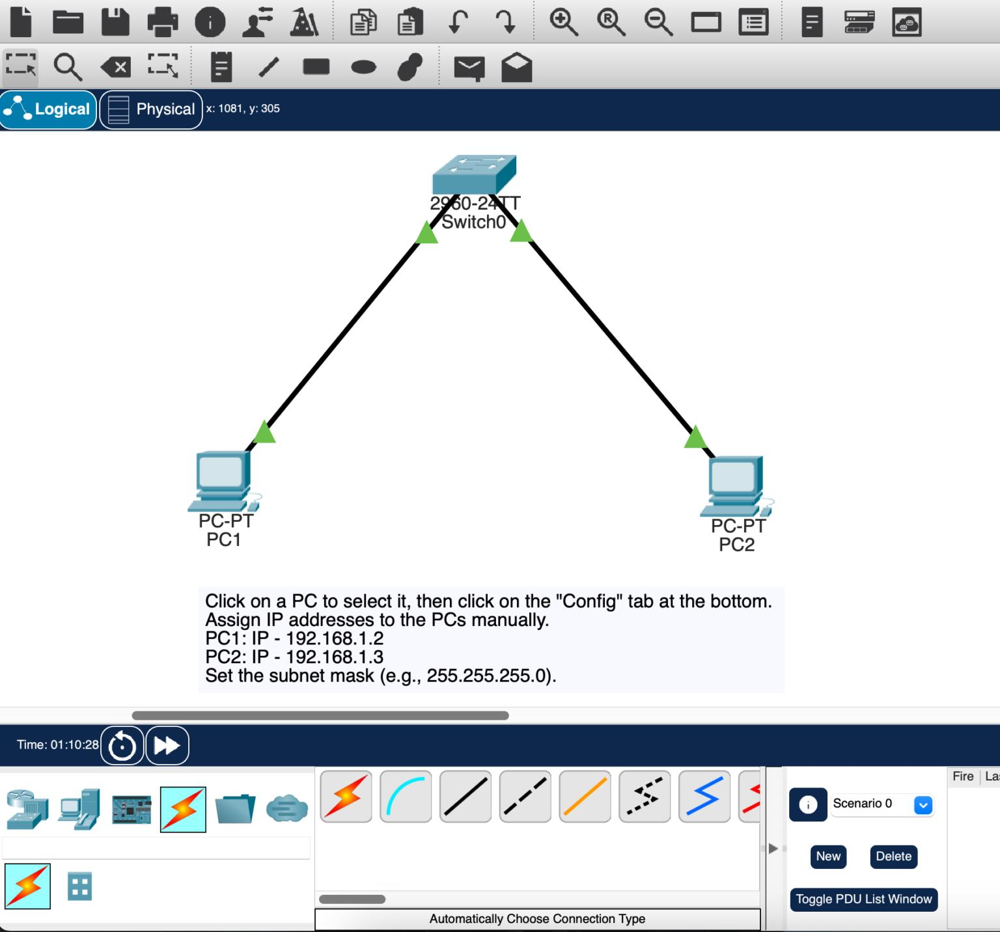 Logical
Physical
x: 1081, y: 305
2960-24TT
Switch0
PC-PT
PC1
PC-PT
PC2
Click on a PC to select it, then click on the "Config" tab at the bottom.
Assign IP addresses to the PCs manually.
PC1: IP - 192.168.1.2
PC2: IP - 192.168.1.3
Set the subnet mask (e.g., 255.255.255.0).
Time: 01:10:28
Scenario 0
Fire
La
New
Delete
Toggle PDU List Window
Automatically Choose Connection Type